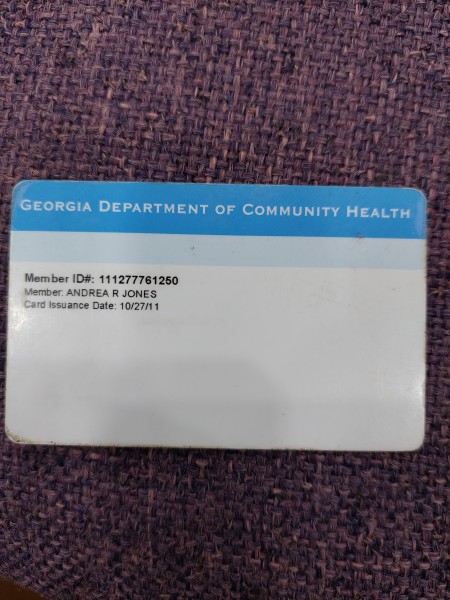 GEORGIA DEPARTMENT OF COMMUNITY HEALTH
Member ID#: 111277761250
Member: ANDREA R JONES
Card Issuance Date: 10/27/11